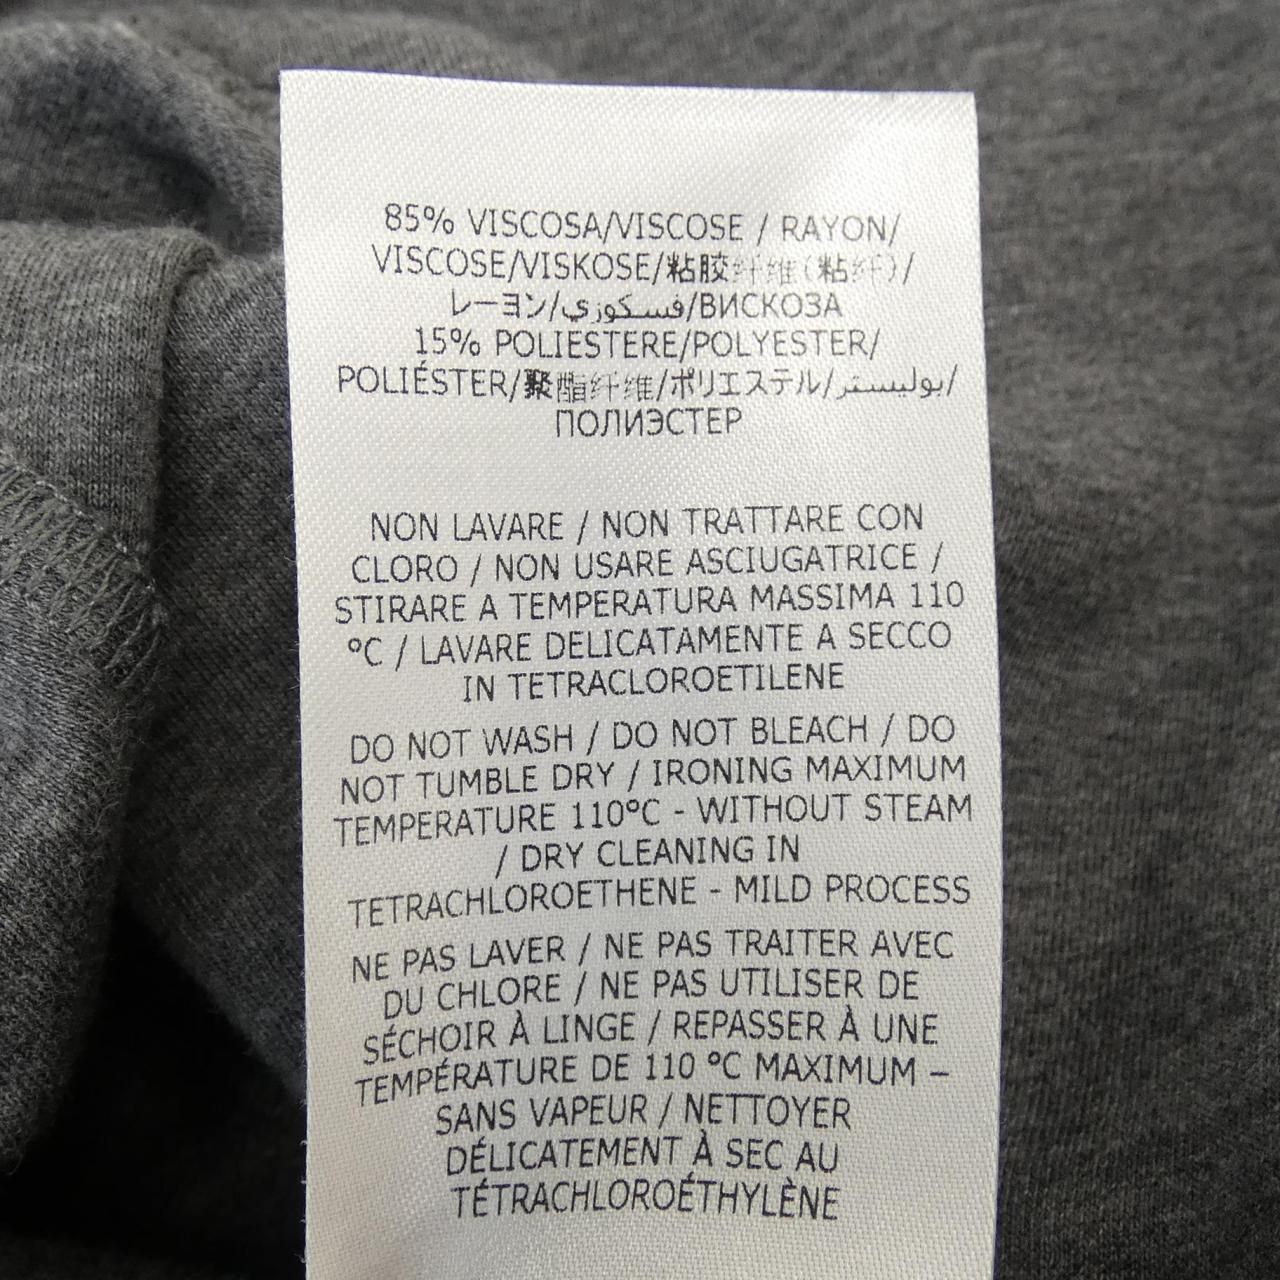 85% VISCOSA/VISCOSE / RAYON/
VISCOSE/VISKOSE/粘胶纤维(粘纤)/
レーヨン/فسكوزي/ВИСКОЗА
15% POLIESTERE/POLYESTER/
POLIÉSTER/聚酯纤维/ポリエステル/بوليستر/
ПОЛИЭСТЕР
NON LAVARE / NON TRATTARE CON
CLORO / NON USARE ASCIUGATRICE /
STIRARE A TEMPERATURA MASSIMA 110
°C / LAVARE DELICATAMENTE A SECCO
IN TETRACLOROETILENE
DO NOT WASH / DO NOT BLEACH / DO
NOT TUMBLE DRY / IRONING MAXIMUM
TEMPERATURE 110°C - WITHOUT STEAM
/ DRY CLEANING IN
TETRACHLOROETHENE - MILD PROCESS
NE PAS LAVER / NE PAS TRAITER AVEC
DU CHLORE / NE PAS UTILISER DE
SÉCHOIR À LINGE / REPASSER À UNE
TEMPÉRATURE DE 110 °C MAXIMUM –
SANS VAPEUR / NETTOYER
DÉLICATEMENT À SEC AU
TÉTRACHLOROÉTHYLÈNE